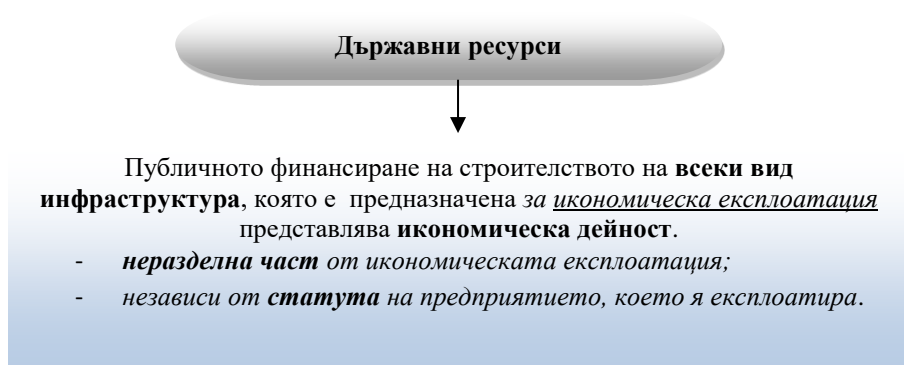 Държавни ресурси
Публичното финансиране на строителството на всеки вид
инфраструктура, която е предназначена за икономическа експлоатация
представлява икономическа дейност.
- неразделна част от икономическата експлоатация;
- независи от статута на предприятието, което я експлоатира.